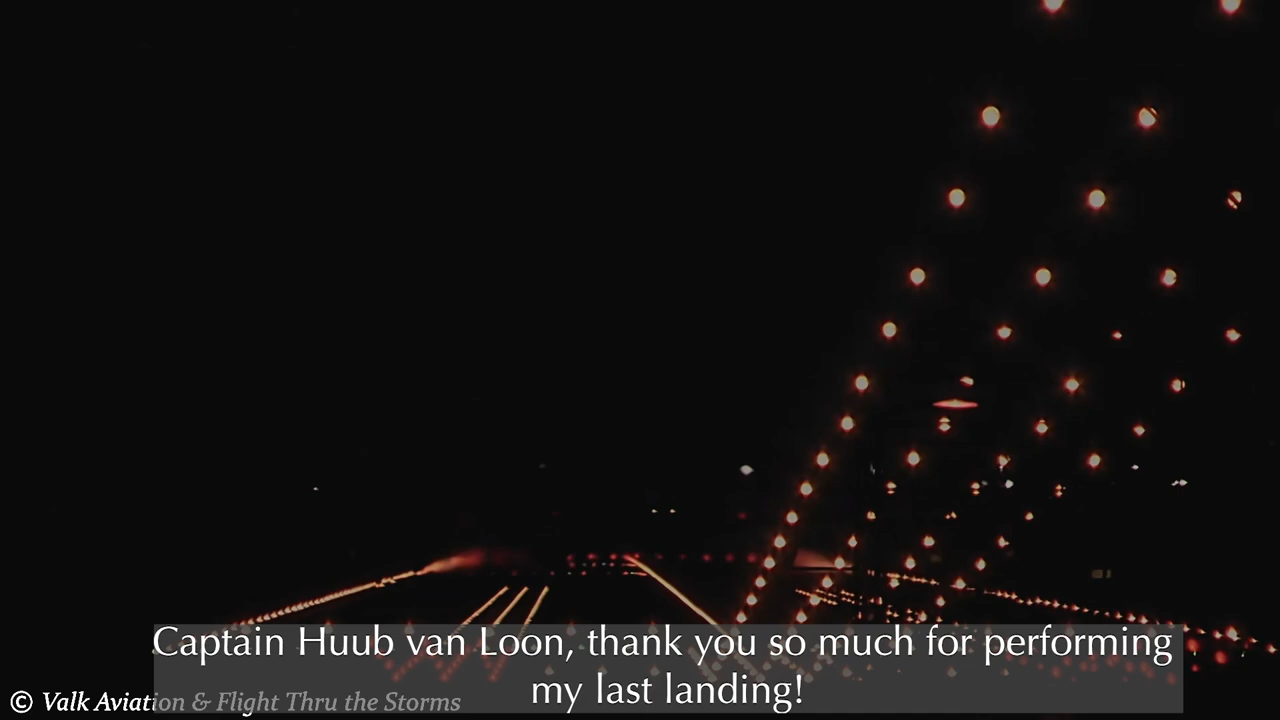 Captain Huub van Loon, thank you so much for performing
my last landing!
© Valk Aviation & Flight Thru the Storms